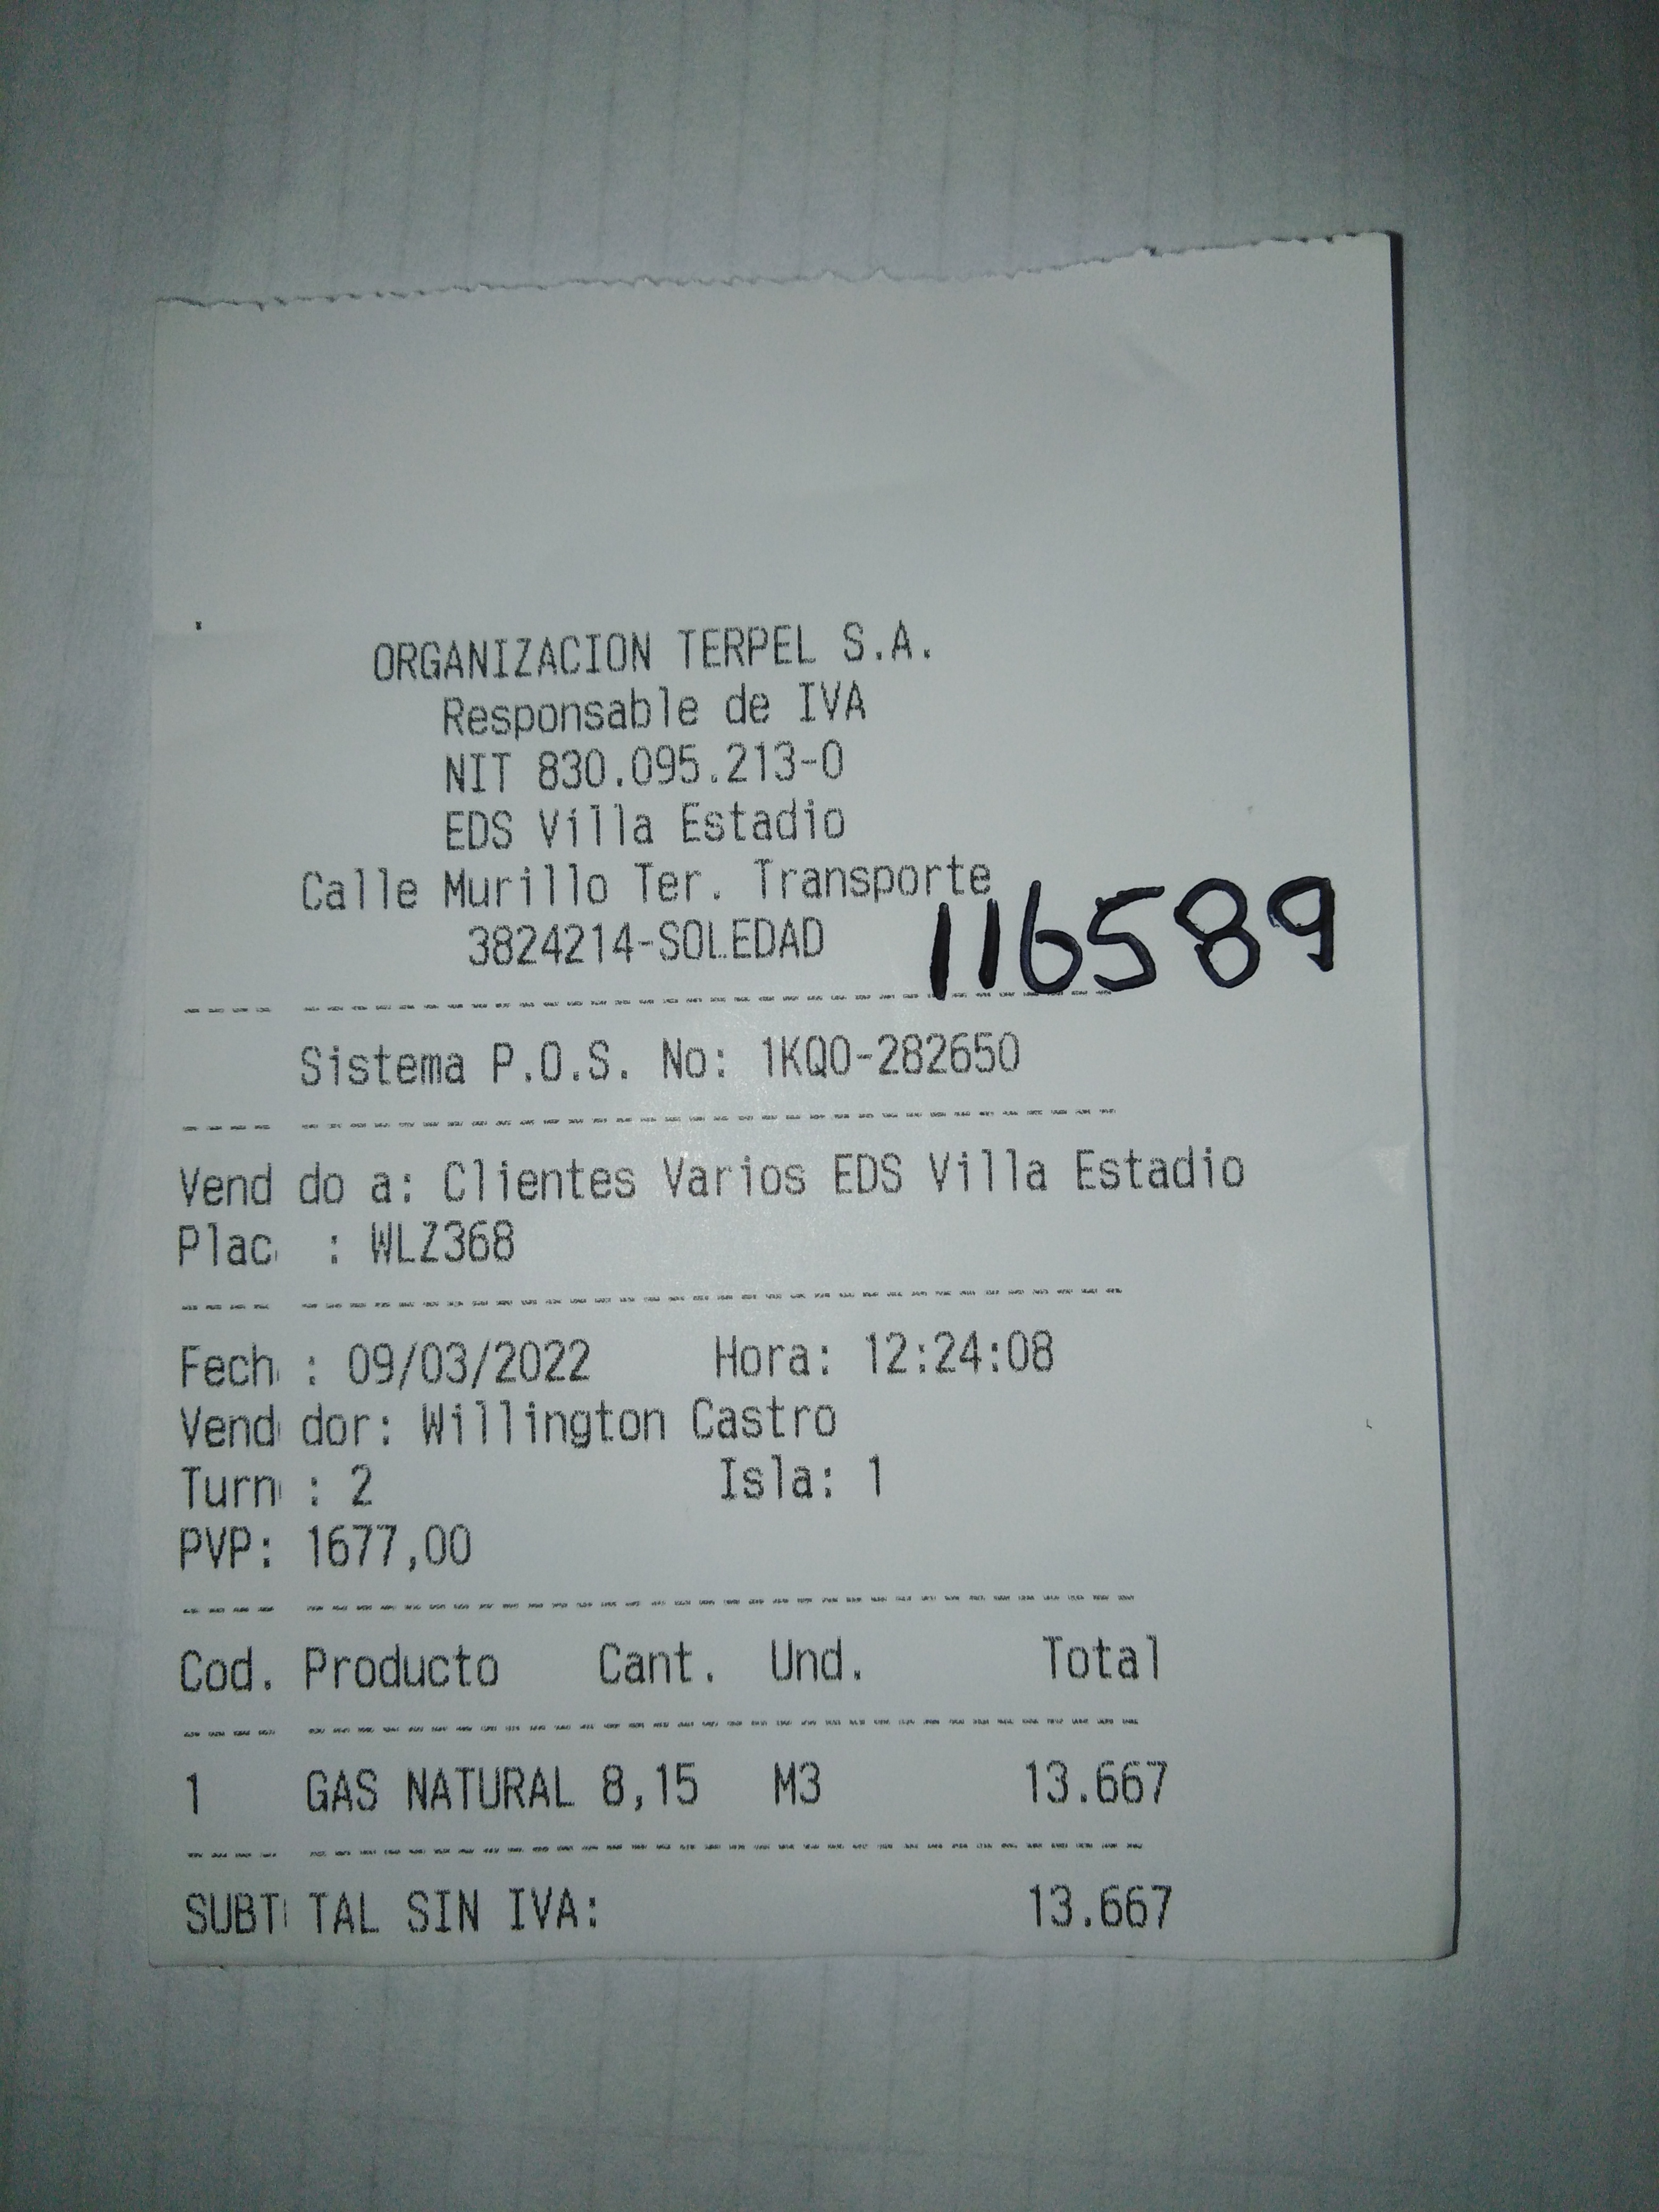 ORGANIZACION TERPEL S.A.
Responsable de IVA
NIT 830.095.213-0
EDS Villa Estadio
Calle Murillo Ter. Transporte
3824214-SOLEDAD
116589
Sistema P.O.S. No: 1KQ0-282650
Vend do a: Clientes Varios EDS Villa Estadio
Plac : WLZ368
Fech : 09/03/2022 Hora: 12:24:08
Vend dor: Willington Castro
Turn : 2 Isla: 1
PVP: 1677,00
Cod. Producto Cant. Und. Total
1 GAS NATURAL 8,15 M3 13.667
SUBT TAL SIN IVA: 13.667